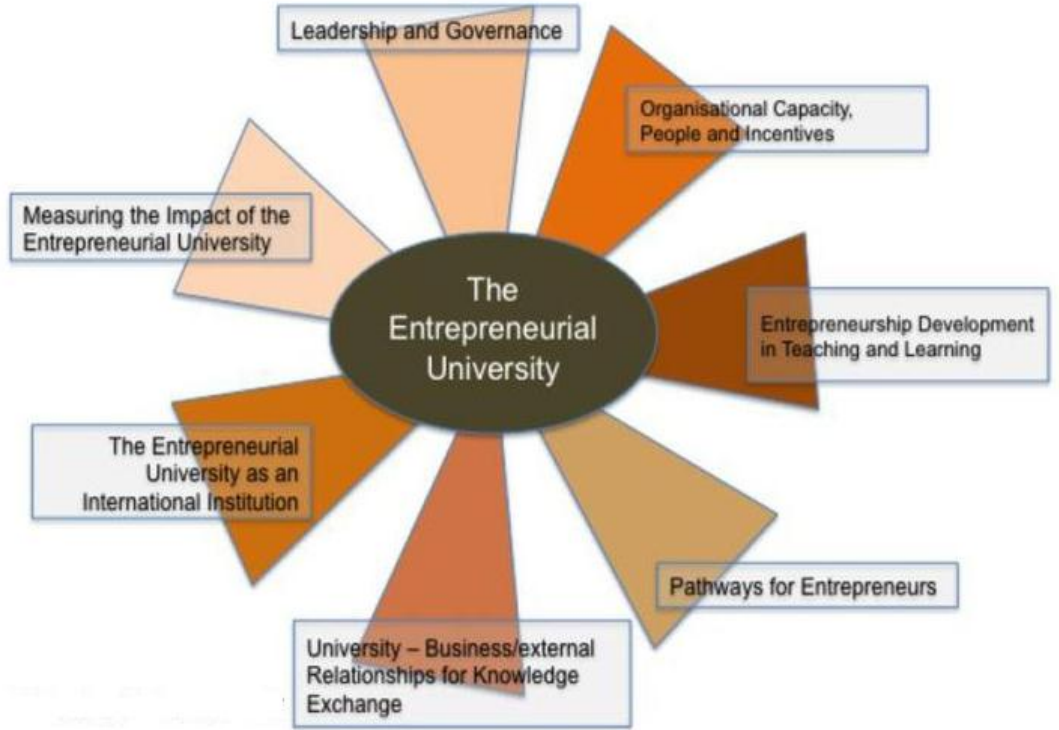 Leadership and Governance
Organisational Capacity,
People and Incentives
Measuring the Impact of the
Entrepreneurial University
The
Entrepreneurial
University
Entrepreneurship Development
in Teaching and Learning
The Entrepreneurial
University as an
International Institution
Pathways for Entrepreneurs
University – Business/external
Relationships for Knowledge
Exchange